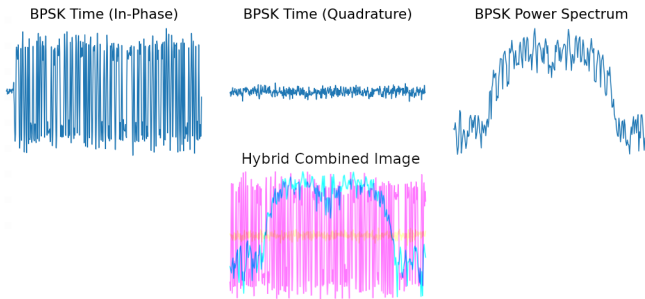 BPSK Time (In-Phase)
BPSK Time (Quadrature)
BPSK Power Spectrum
Hybrid Combined Image